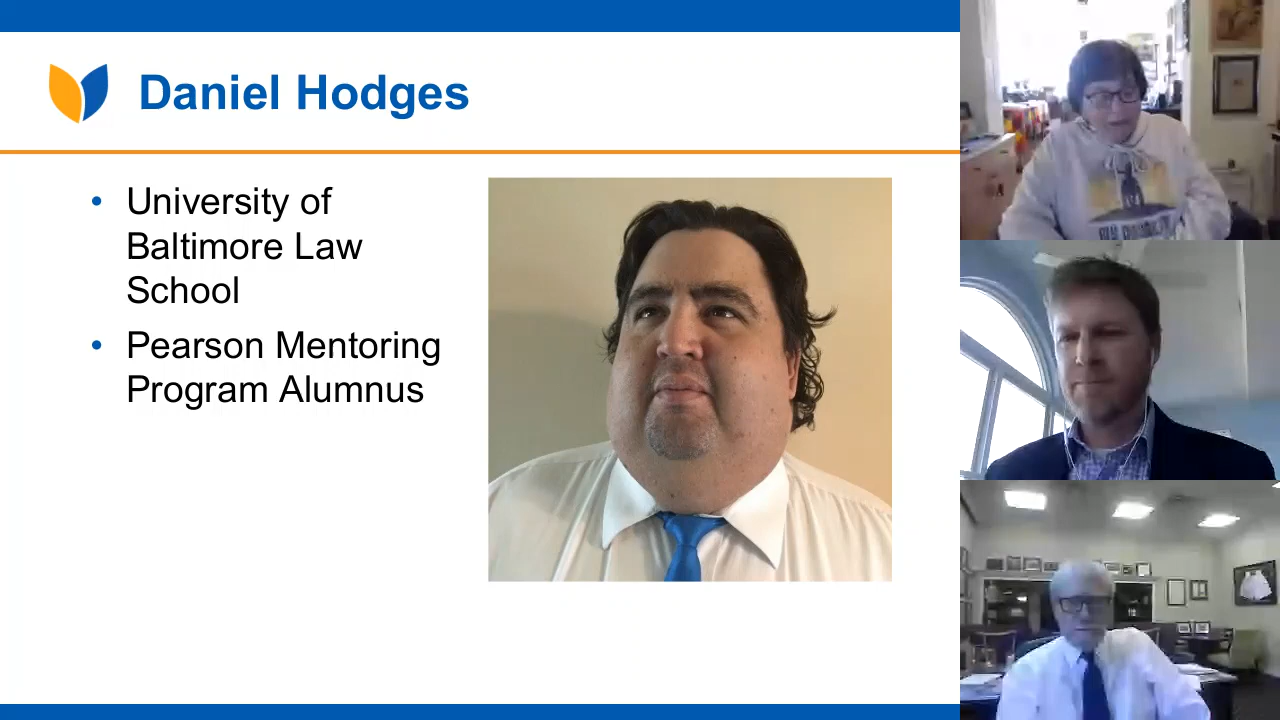 Daniel Hodges
• University of
Baltimore Law
School
• Pearson Mentoring
Program Alumnus